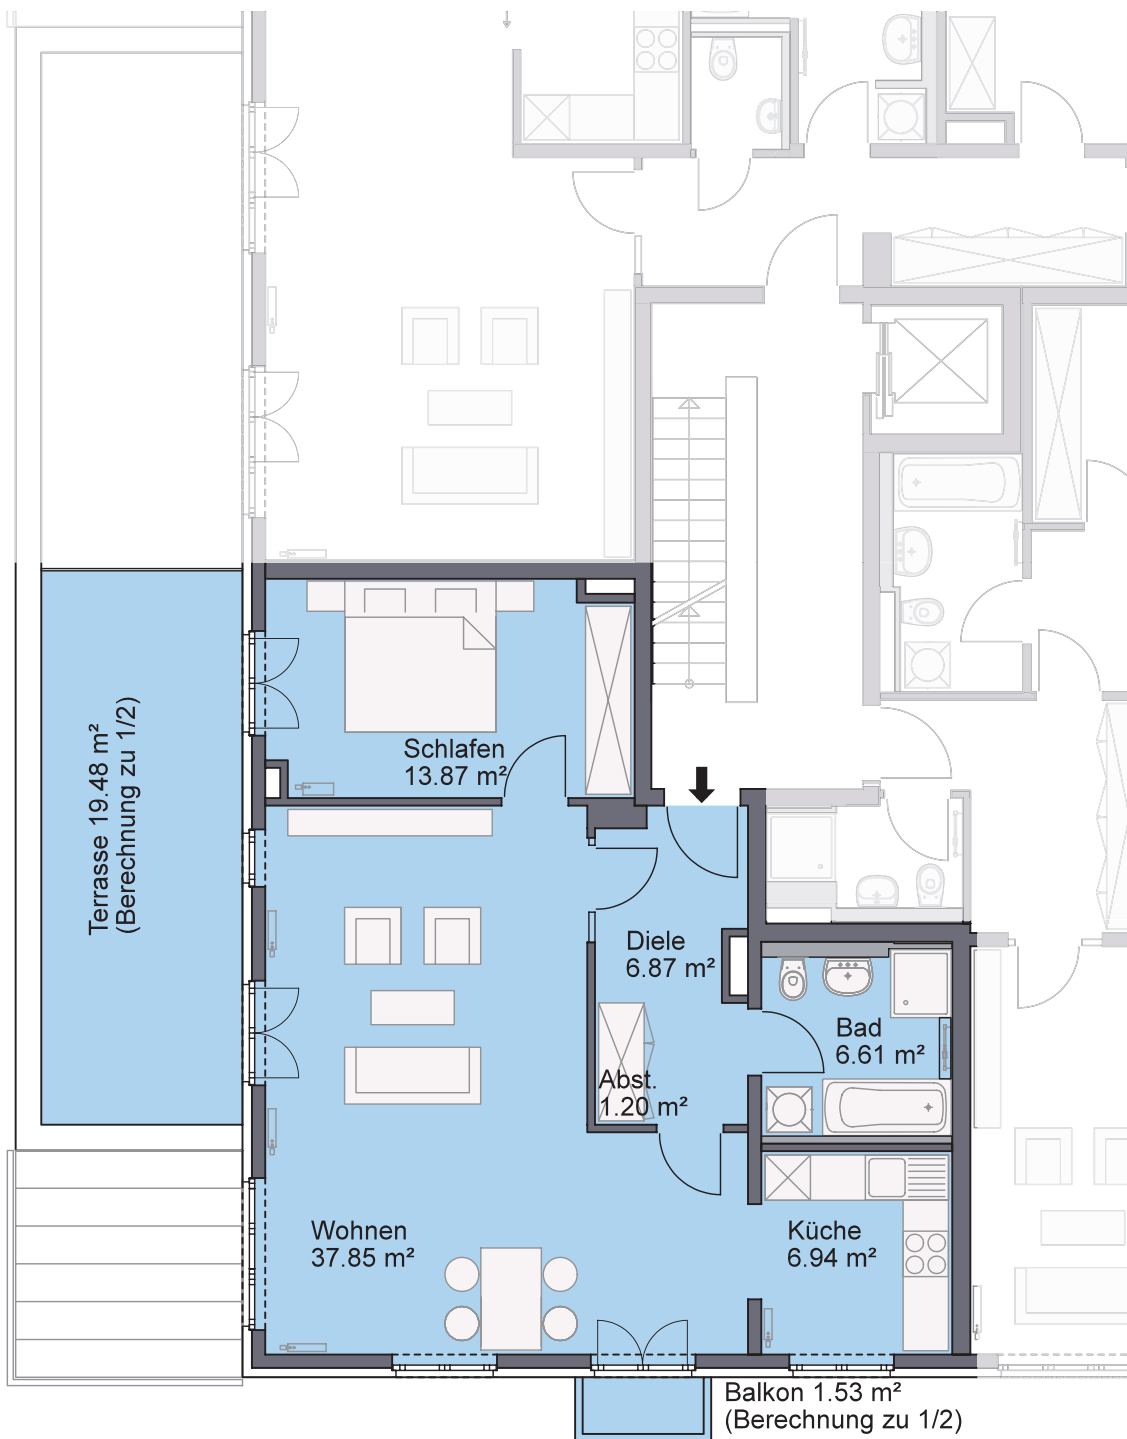 Schlafen
13.87 m²
Terrasse 19.48 m²
(Berechnung zu 1/2)
Diele
6.87 m²
Bad
6.61 m²
Abst.
1.20 m²
Wohnen
37.85 m²
Küche
6.94 m²
Balkon 1.53 m²
(Berechnung zu 1/2)